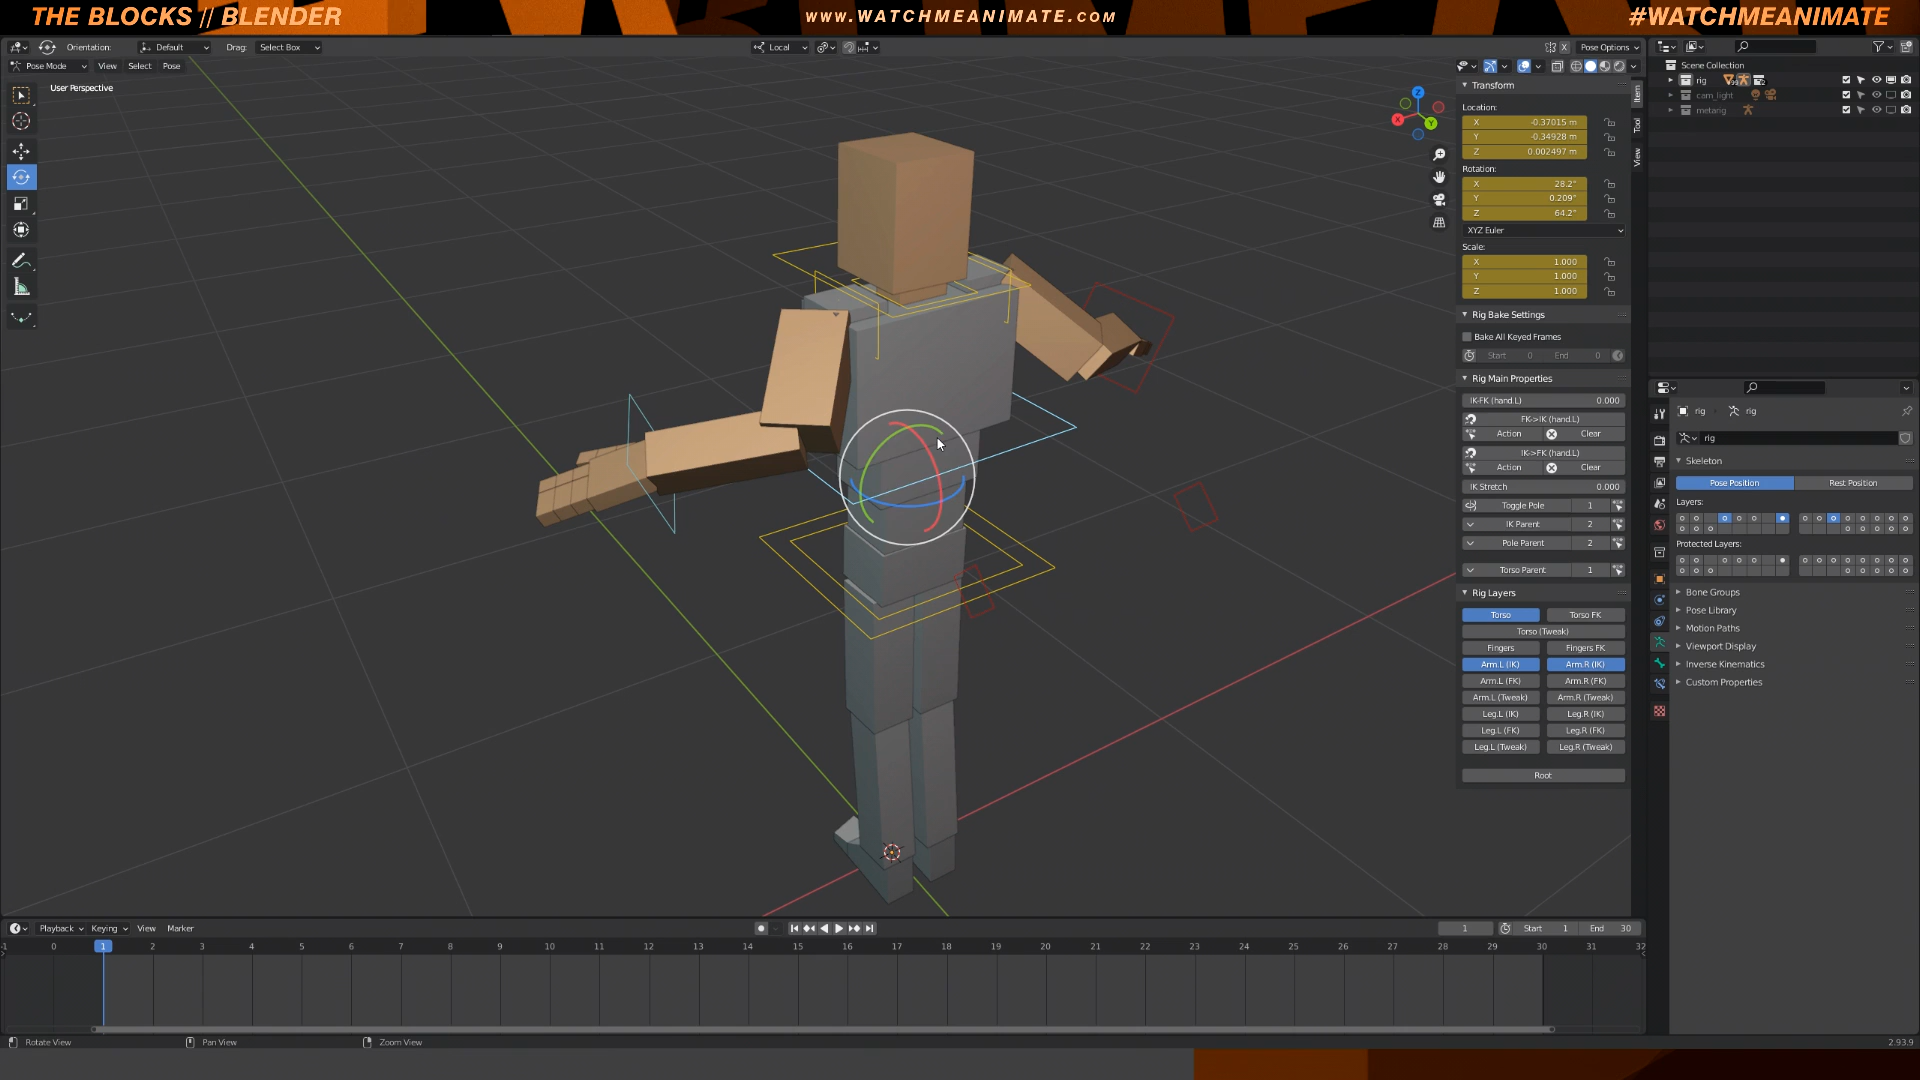 THE BLOCKS // BLENDER
WWW.WATCHMEANIMATE.COM
#WATCHMEANIMATE
Orientation: Default Drag: Select Box Local X Pose Options
Pose Mode View Select Pose
User Perspective
Z
X
Y
Item
Tool
View
Transform
Location:
X -0.37015 m
Y -0.34928 m
Z 0.002497 m
Rotation:
X 28.2°
Y 0.209°
Z 64.2°
XYZ Euler
Scale:
X 1.000
Y 1.000
Z 1.000
Rig Bake Settings
Bake All Keyed Frames
Start 0 End 0
Rig Main Properties
IK-FK (hand.L) 0.000
FK->IK (hand.L)
Action Clear
IK->FK (hand.L)
Action Clear
IK Stretch 0.000
Toggle Pole 1
IK Parent 2
Pole Parent 2
Torso Parent 1
Rig Layers
Torso Torso FK
Torso (Tweak)
Fingers Fingers FK
Arm.L (IK) Arm.R (IK)
Arm.L (FK) Arm.R (FK)
Arm.L (Tweak) Arm.R (Tweak)
Leg.L (IK) Leg.R (IK)
Leg.L (FK) Leg.R (FK)
Leg.L (Tweak) Leg.R (Tweak)
Root
Scene Collection
rig
cam_light
metarig
rig rig
rig
Skeleton
Pose Position Rest Position
Layers:
Protected Layers:
Bone Groups
Pose Library
Motion Paths
Viewport Display
Inverse Kinematics
Custom Properties
Playback Keying View Marker 1 Start 1 End 30
-1 0 1 2 3 4 5 6 7 8 9 10 11 12 13 14 15 16 17 18 19 20 21 22 23 24 25 26 27 28 29 30 31 32
Rotate View Pan View Zoom View 2.93.9